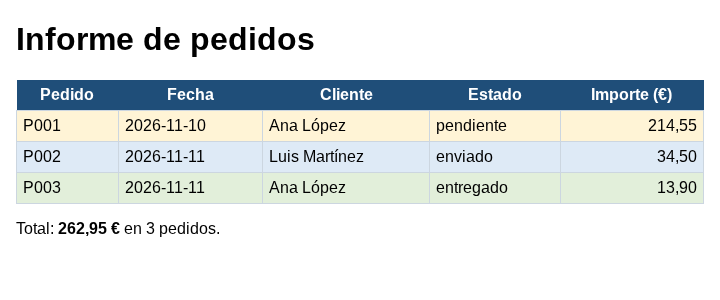 Informe de pedidos
Pedido Fecha Cliente Estado Importe (€)
P001 2026-11-10 Ana López pendiente 214,55
P002 2026-11-11 Luis Martínez enviado 34,50
P003 2026-11-11 Ana López entregado 13,90
Total: 262,95 € en 3 pedidos.